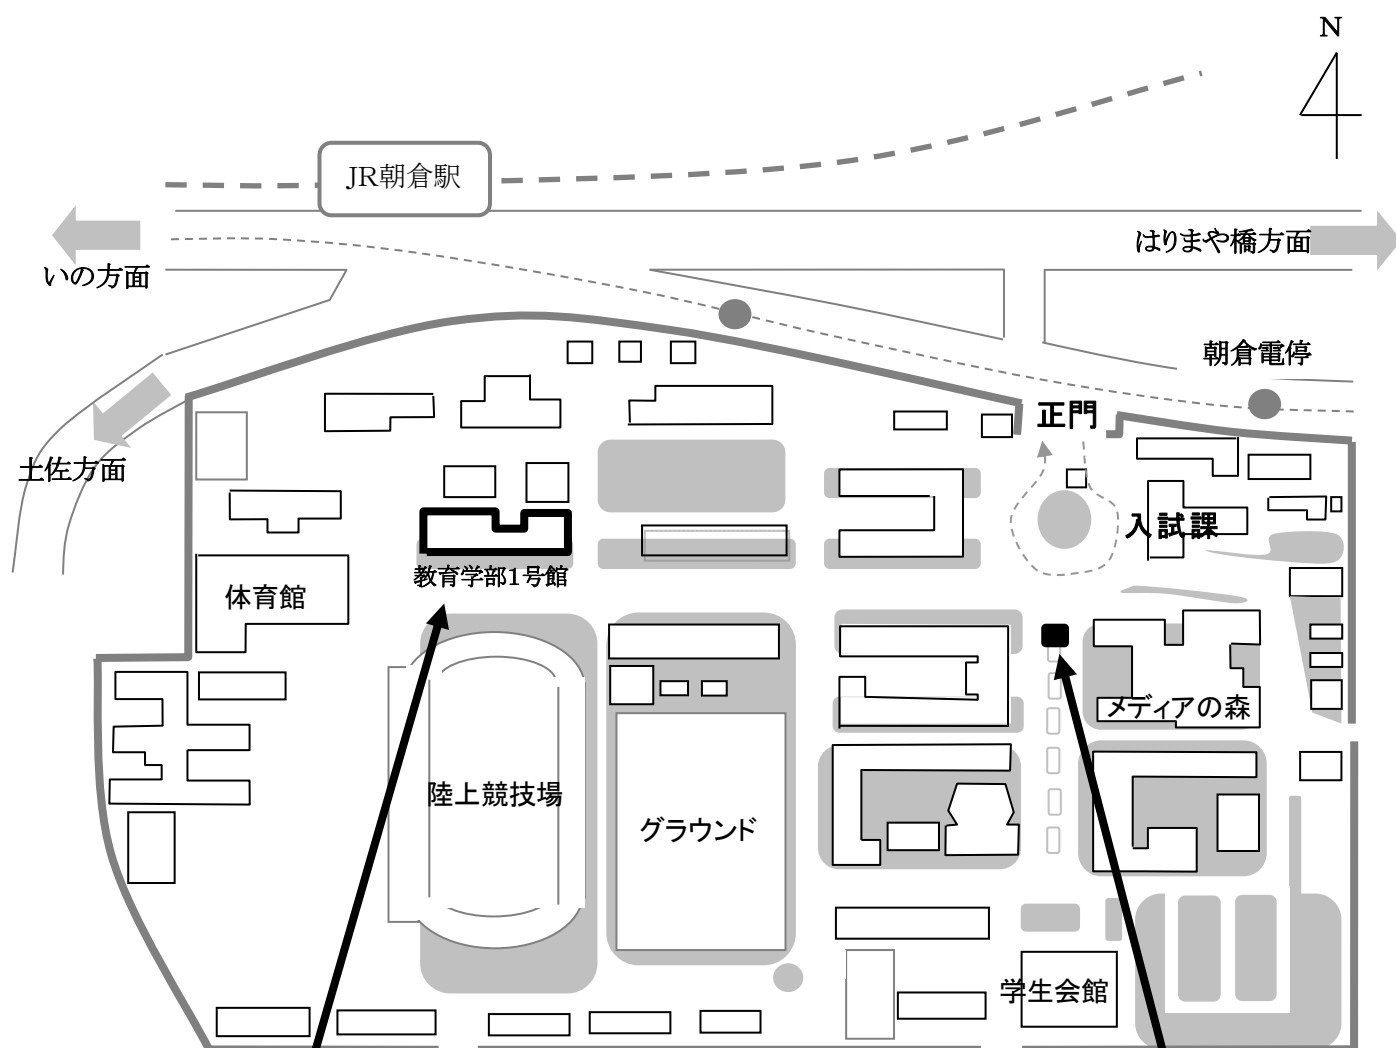 N
JR朝倉駅
はりまや橋方面
いの方面
朝倉電停
正門
土佐方面
入試課
教育学部1号館
体育館
メディアの森
陸上競技場
グラウンド
学生会館